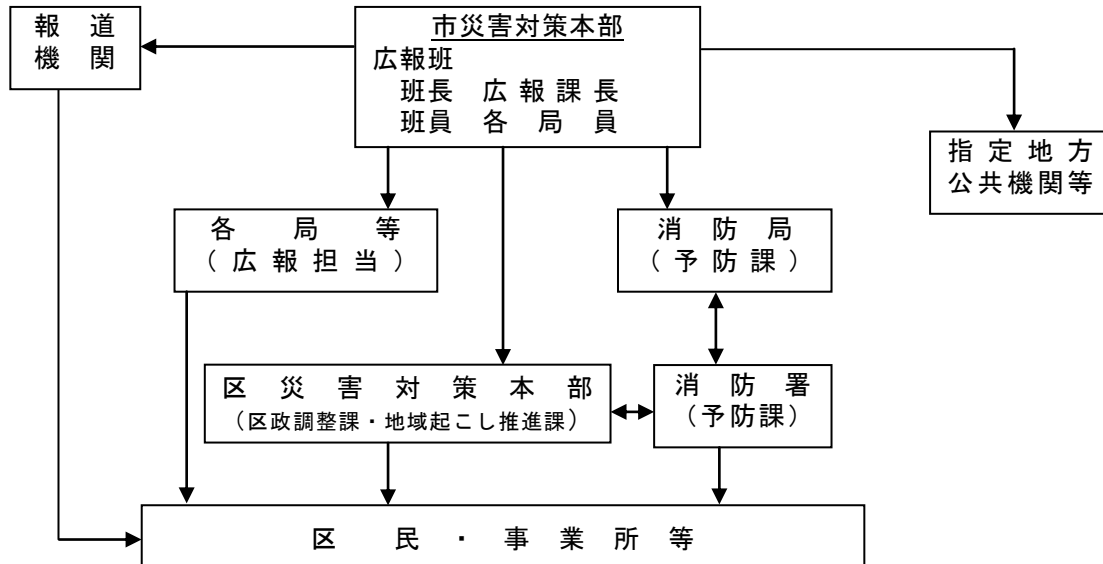 報道
機関
市災害対策本部
広報班
班長 広報課長
班員 各局員
指定地方
公共機関等
各局等
(広報担当)
消防局
(予防課)
区災害対策本部
(区政調整課・地域起こし推進課)
消防署
(予防課)
区民・事業所等